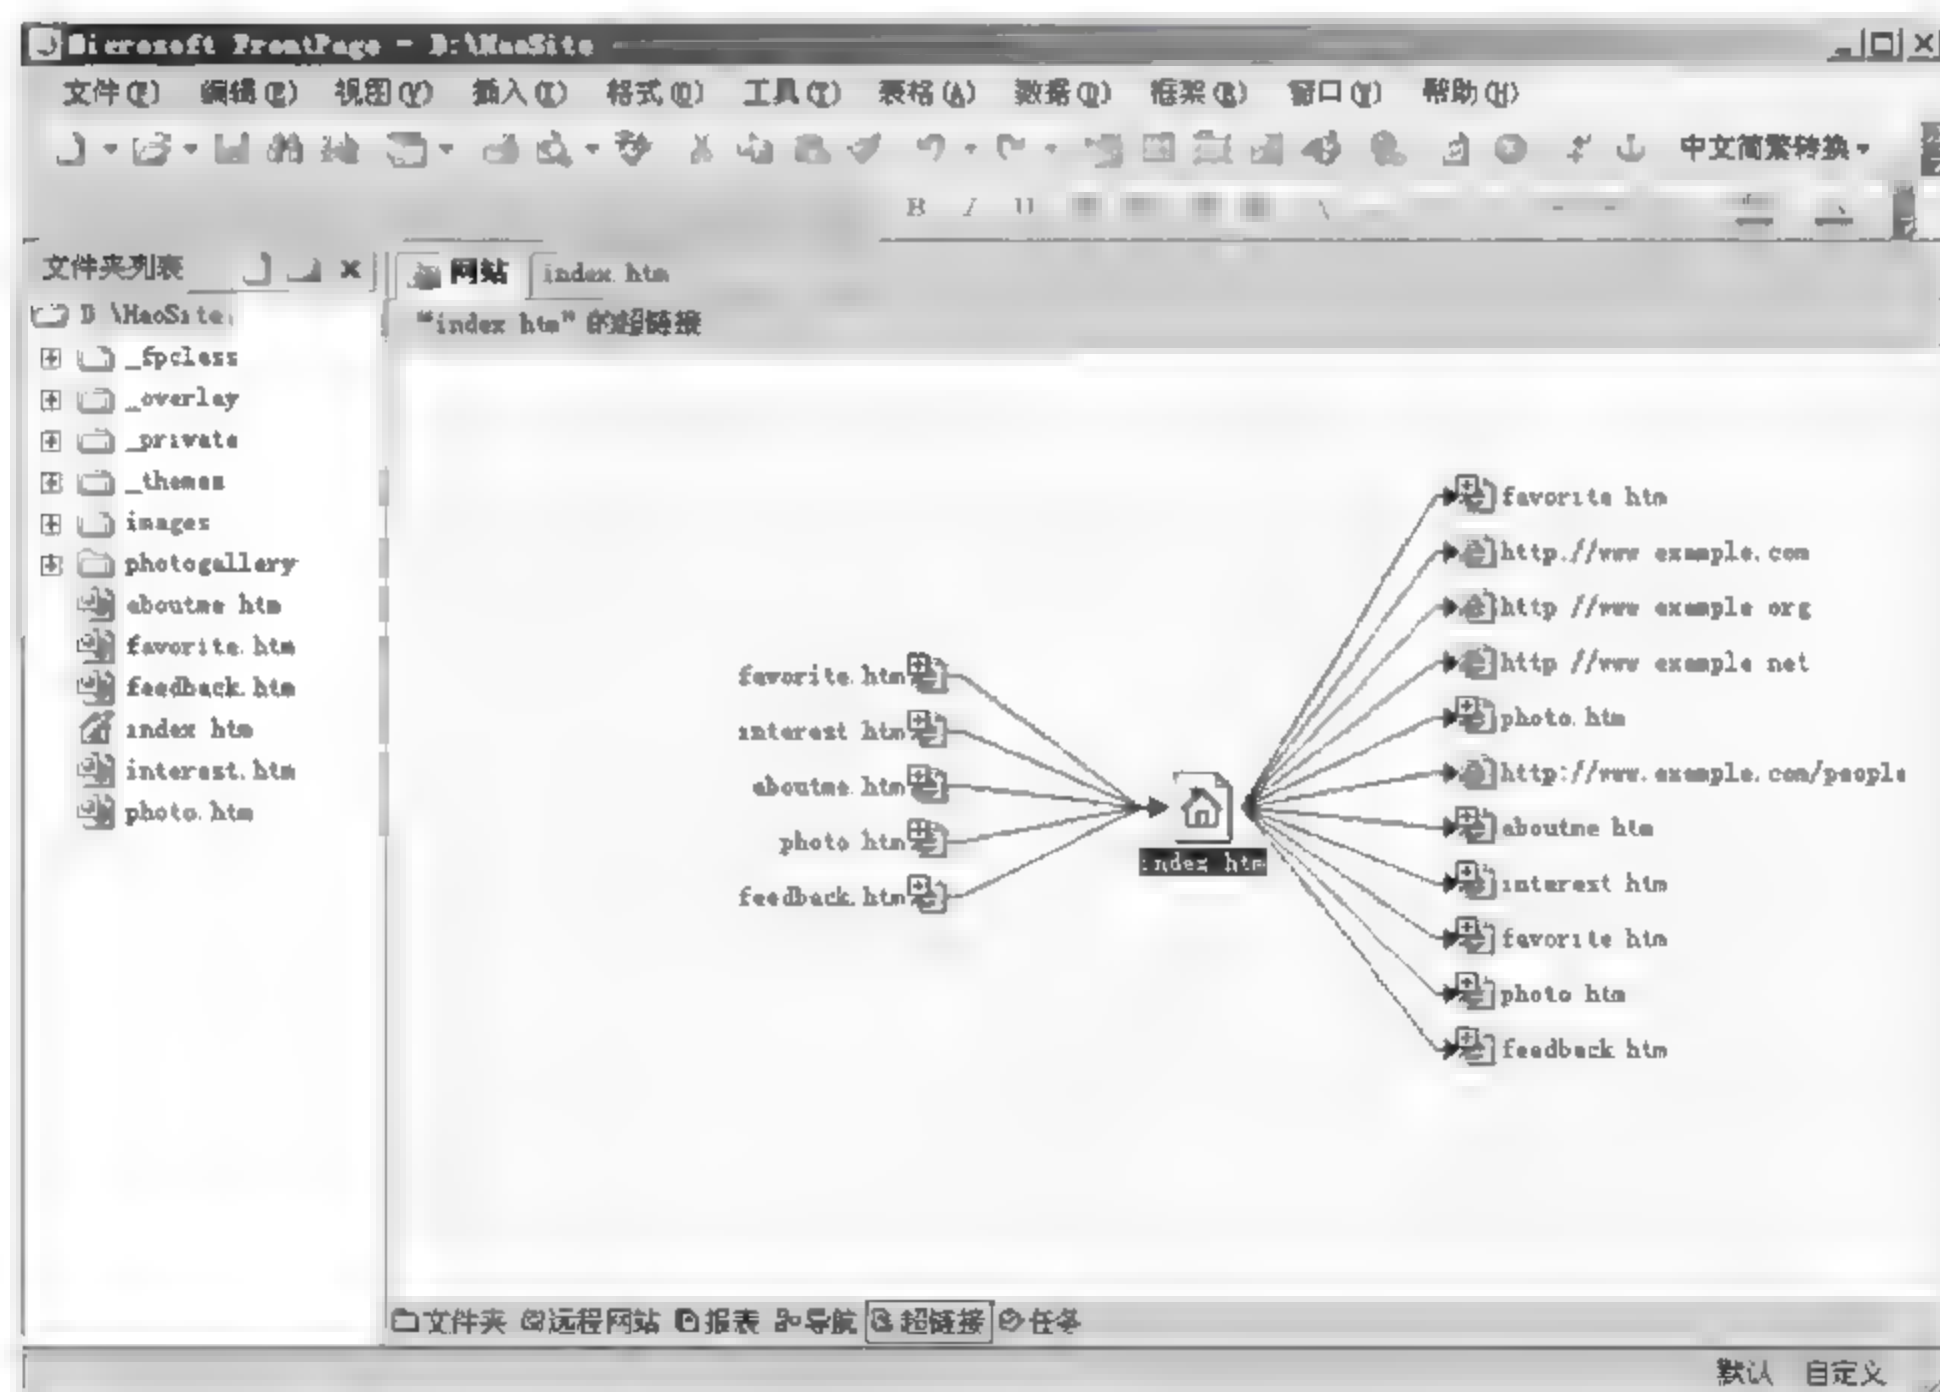 Microsoft FrontPage - D:\HaoSite
文件(F) 编辑(E) 视图(V) 插入(I) 格式(O) 工具(T) 表格(A) 数据(D) 框架(R) 窗口(W) 帮助(H)
中文简繁转换
B I U
文件夹列表
网站 index.htm
D:\HaoSite
"index.htm" 的超链接
_fpclass
_overlay
_private
_themes
images
photogallery
aboutme.htm
favorite.htm
feedback.htm
index.htm
interest.htm
photo.htm
favorite.htm
interest.htm
aboutme.htm
photo.htm
feedback.htm
index.htm
favorite.htm
http://www.example.com
http://www.example.org
http://www.example.net
photo.htm
http://www.example.com/people
aboutme.htm
interest.htm
favorite.htm
photo.htm
feedback.htm
文件夹 远程网站 报表 导航 超链接 任务
默认 自定义